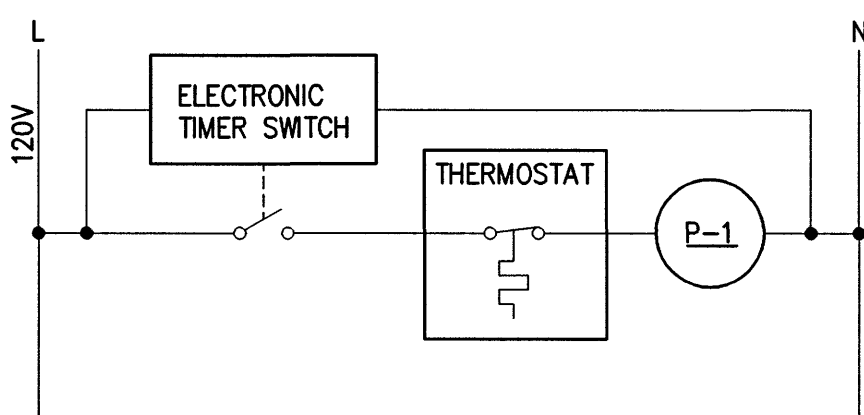 L
N
120V
ELECTRONIC
TIMER SWITCH
THERMOSTAT
P-1